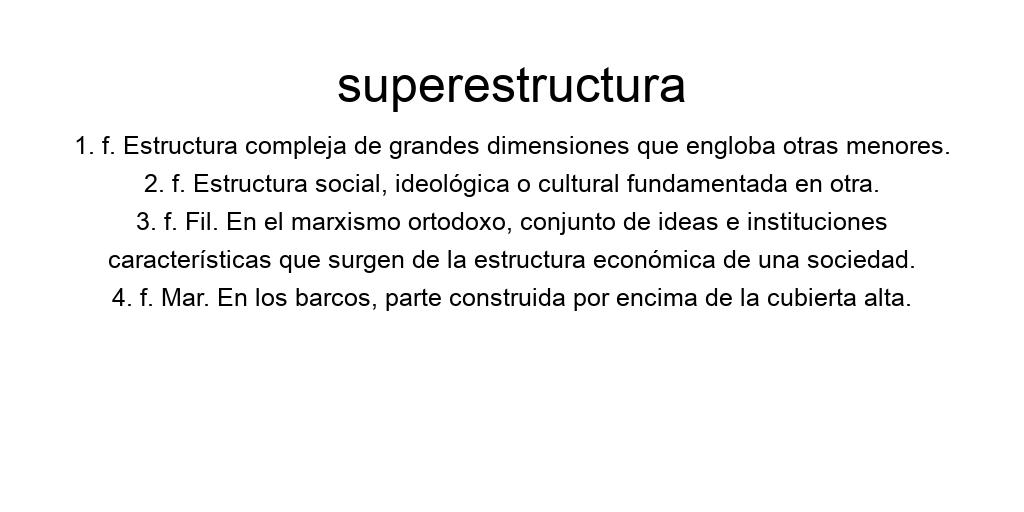 superestructura
1. f. Estructura compleja de grandes dimensiones que engloba otras menores.
2. f. Estructura social, ideológica o cultural fundamentada en otra.
3. f. Fil. En el marxismo ortodoxo, conjunto de ideas e instituciones
características que surgen de la estructura económica de una sociedad.
4. f. Mar. En los barcos, parte construida por encima de la cubierta alta.